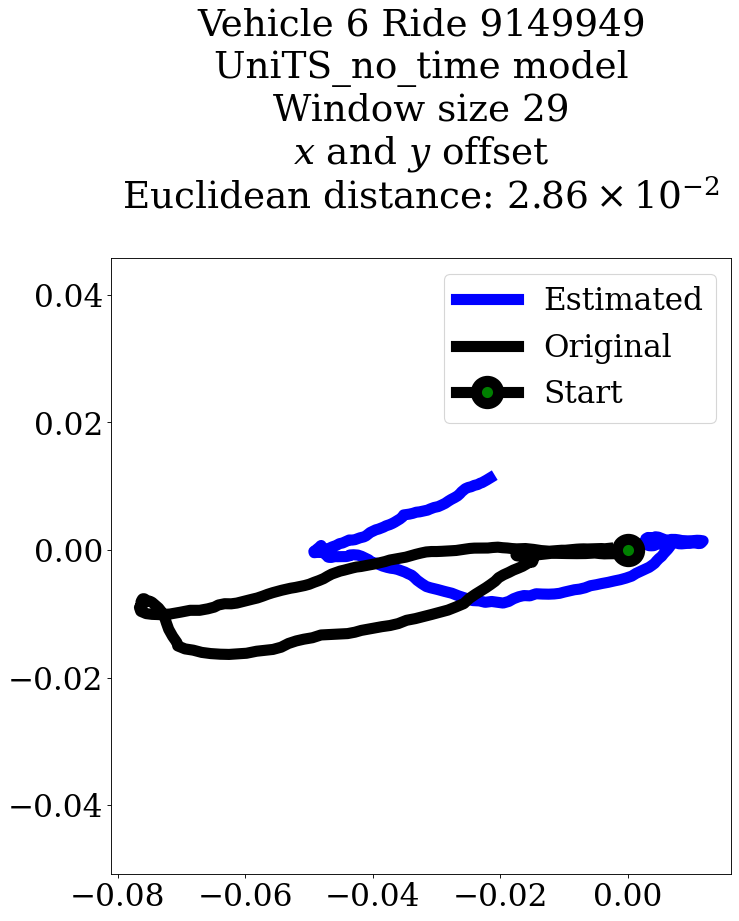 Vehicle 6 Ride 9149949
UniTS_no_time model
Window size 29
x and y offset
Euclidean distance: 2.86 × 10⁻²
Estimated
Original
Start
0.04
0.02
0.00
−0.02
−0.04
−0.08 −0.06 −0.04 −0.02 0.00